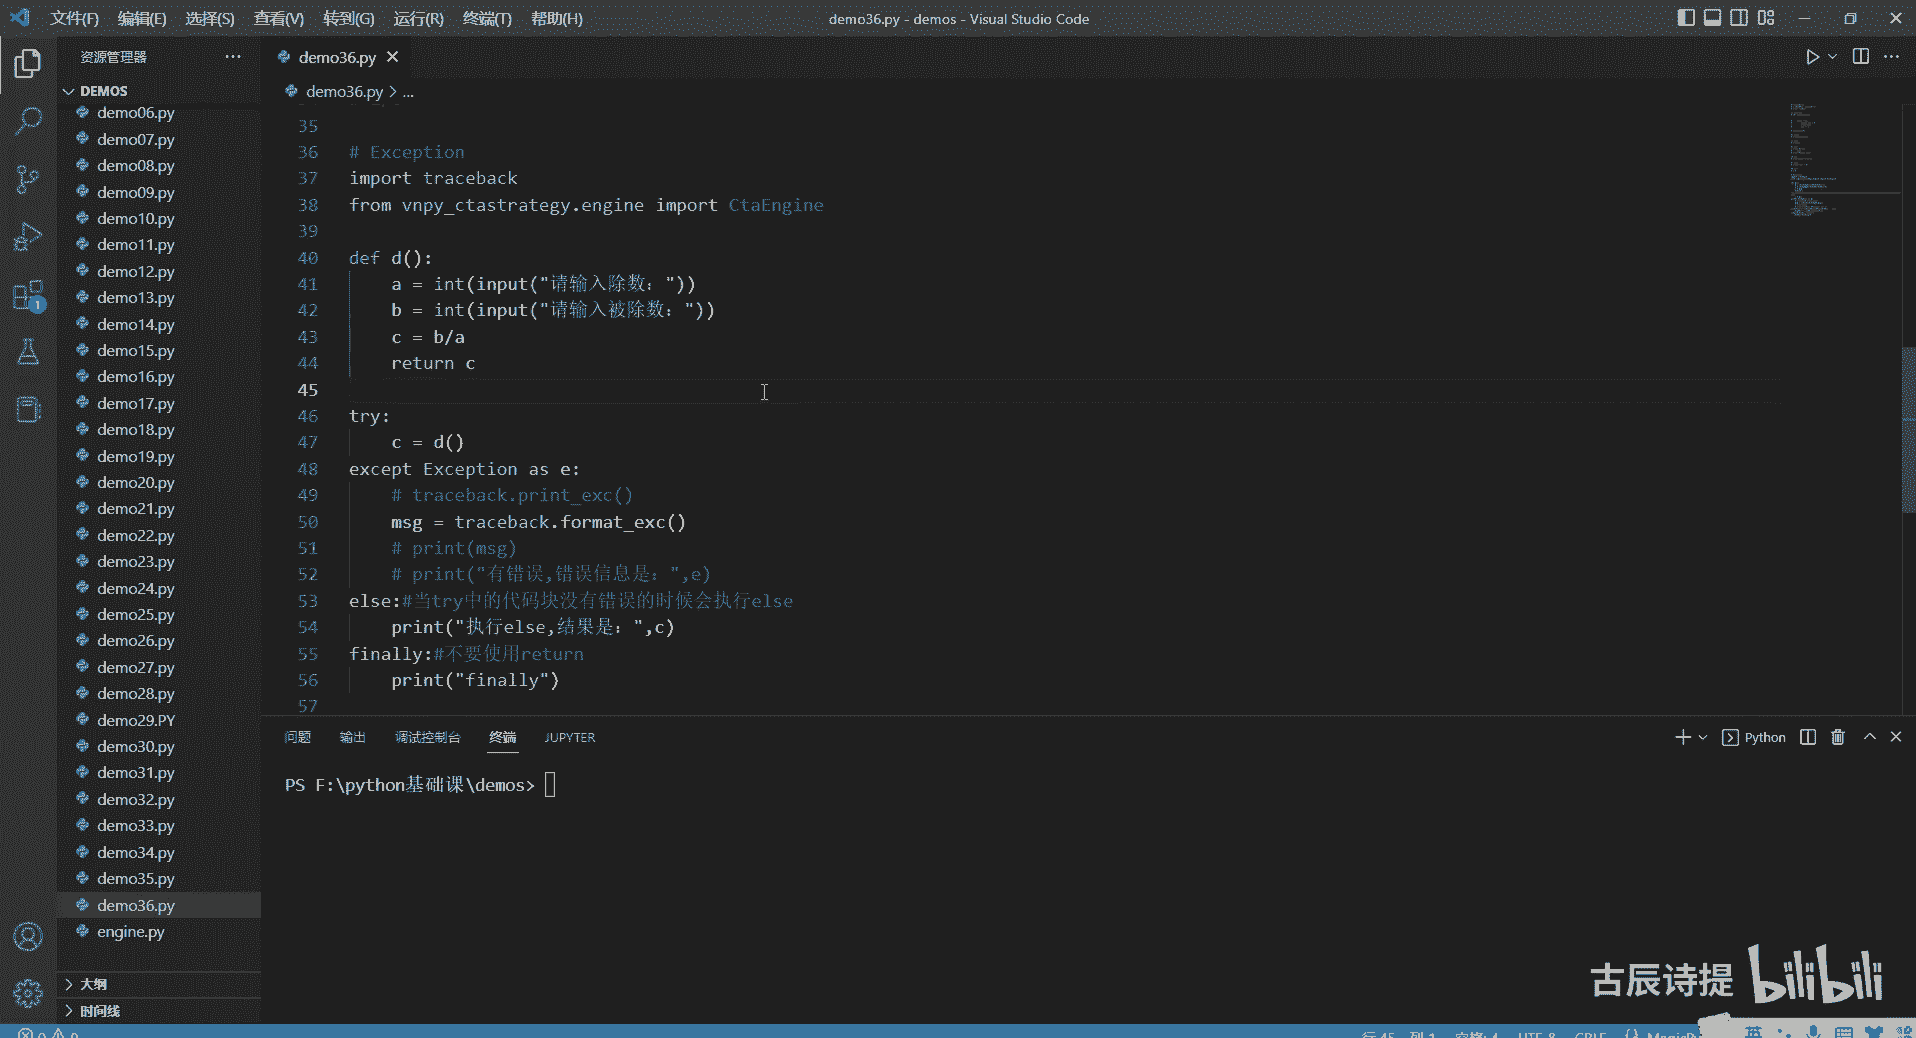 文件(F) 编辑(E) 选择(S) 查看(V) 转到(G) 运行(R) 终端(T) 帮助(H) demo36.py - demos - Visual Studio Code
资源管理器
demo36.py
DEMOS
demo36.py > ...
demo06.py
demo07.py
demo08.py
demo09.py
demo10.py
demo11.py
demo12.py
demo13.py
demo14.py
demo15.py
demo16.py
demo17.py
demo18.py
demo19.py
demo20.py
demo21.py
demo22.py
demo23.py
demo24.py
demo25.py
demo26.py
demo27.py
demo28.py
demo29.PY
demo30.py
demo31.py
demo32.py
demo33.py
demo34.py
demo35.py
demo36.py
engine.py
大纲
时间线
1
35
36 # Exception
37 import traceback
38 from vnpy_ctastrategy.engine import CtaEngine
39
40 def d():
41 a = int(input("请输入除数："))
42 b = int(input("请输入被除数："))
43 c = b/a
44 return c
45
46 try:
47 c = d()
48 except Exception as e:
49 # traceback.print_exc()
50 msg = traceback.format_exc()
51 # print(msg)
52 # print("有错误,错误信息是：",e)
53 else:#当try中的代码块没有错误的时候会执行else
54 print("执行else,结果是：",c)
55 finally:#不要使用return
56 print("finally")
57
问题 输出 调试控制台 终端 JUPYTER Python
PS F:\python基础课\demos>
古辰诗提 bilibili
行 45，列 1 空格: 4 UTF-8 CRLF 英